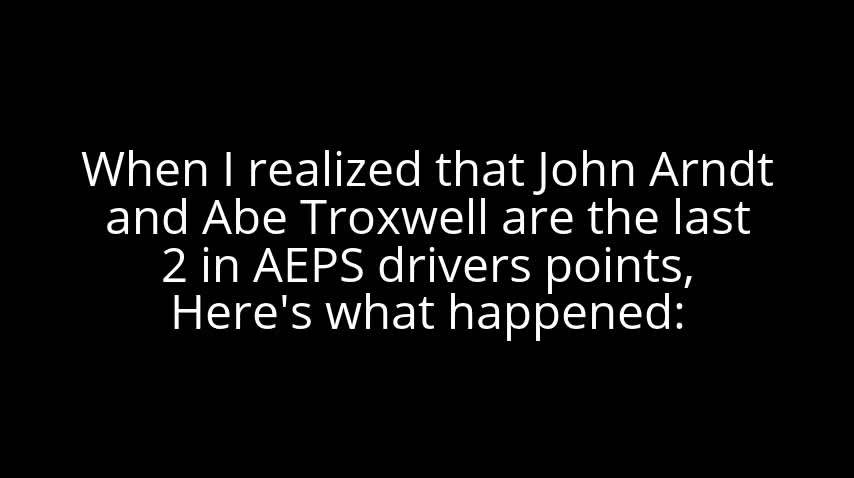 When I realized that John Arndt
and Abe Troxwell are the last
2 in AEPS drivers points,
Here's what happened: